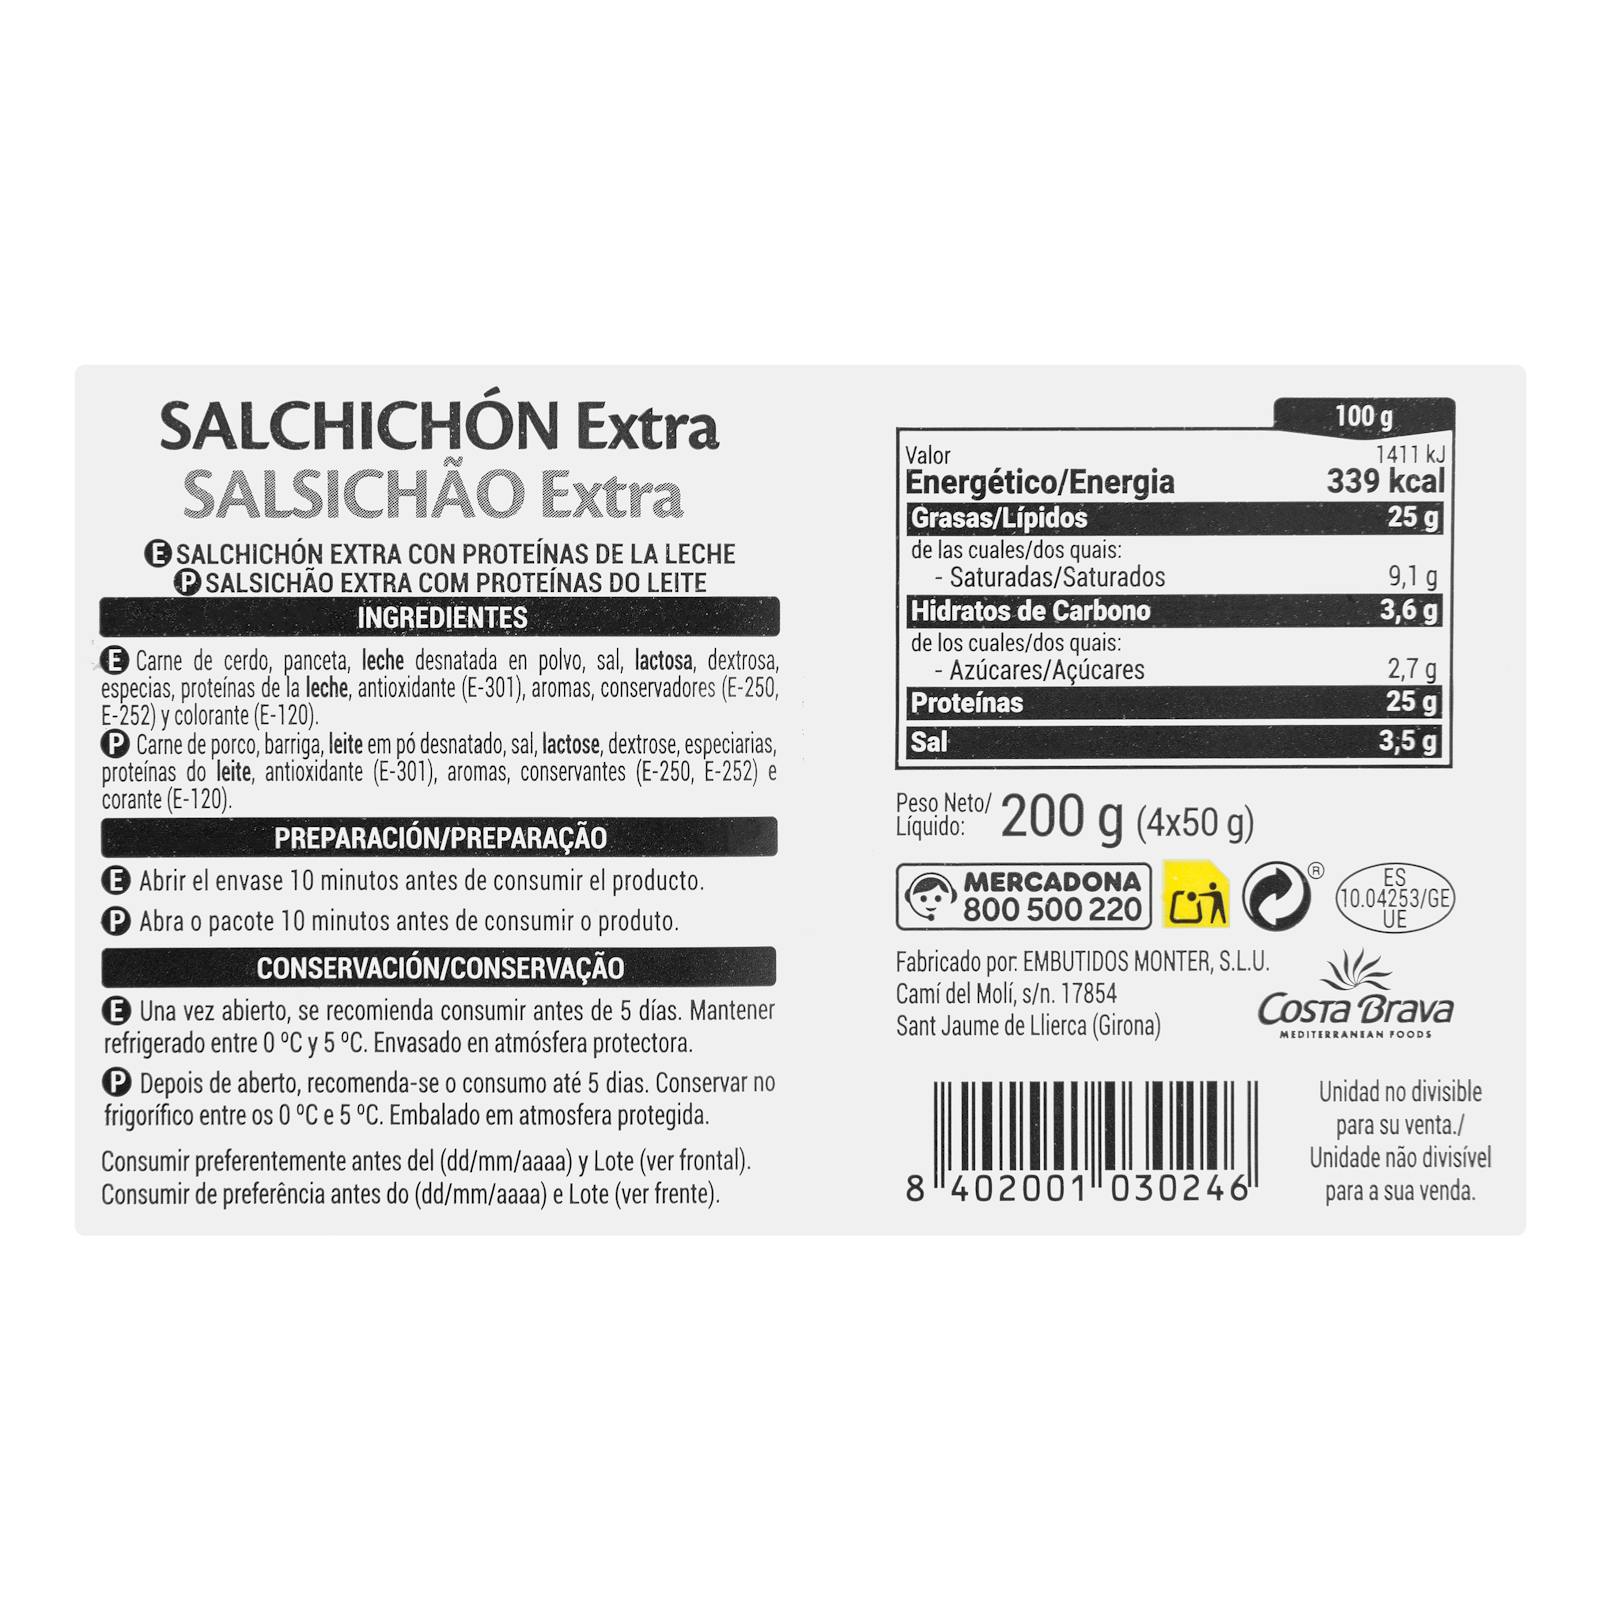 SALCHICHÓN Extra
SALSICHÃO Extra
E SALCHICHÓN EXTRA CON PROTEÍNAS DE LA LECHE
P SALSICHÃO EXTRA COM PROTEÍNAS DO LEITE
INGREDIENTES
E Carne de cerdo, panceta, leche desnatada en polvo, sal, lactosa, dextrosa,
especias, proteínas de la leche, antioxidante (E-301), aromas, conservadores (E-250,
E-252) y colorante (E-120).
P Carne de porco, barriga, leite em pó desnatado, sal, lactose, dextrose, especiarias,
proteínas do leite, antioxidante (E-301), aromas, conservantes (E-250, E-252) e
corante (E-120).
PREPARACIÓN/PREPARAÇÃO
E Abrir el envase 10 minutos antes de consumir el producto.
P Abra o pacote 10 minutos antes de consumir o produto.
CONSERVACIÓN/CONSERVAÇÃO
E Una vez abierto, se recomienda consumir antes de 5 días. Mantener
refrigerado entre 0 ºC y 5 ºC. Envasado en atmósfera protectora.
P Depois de aberto, recomenda-se o consumo até 5 dias. Conservar no
frigorífico entre os 0 ºC e 5 ºC. Embalado em atmosfera protegida.
Consumir preferentemente antes del (dd/mm/aaaa) y Lote (ver frontal).
Consumir de preferência antes do (dd/mm/aaaa) e Lote (ver frente).
100 g
Valor 1411 kJ
Energético/Energia 339 kcal
Grasas/Lípidos 25 g
de las cuales/dos quais:
- Saturadas/Saturados 9,1 g
Hidratos de Carbono 3,6 g
de los cuales/dos quais:
- Azúcares/Açúcares 2,7 g
Proteínas 25 g
Sal 3,5 g
Peso Neto/
Líquido: 200 g (4x50 g)
MERCADONA
800 500 220
®
ES
10.04253/GE
UE
Fabricado por: EMBUTIDOS MONTER, S.L.U.
Camí del Molí, s/n. 17854
Sant Jaume de Llierca (Girona)
Costa Brava
MEDITERRANEAN FOODS
8 402001 030246
Unidad no divisible
para su venta./
Unidade não divisível
para a sua venda.